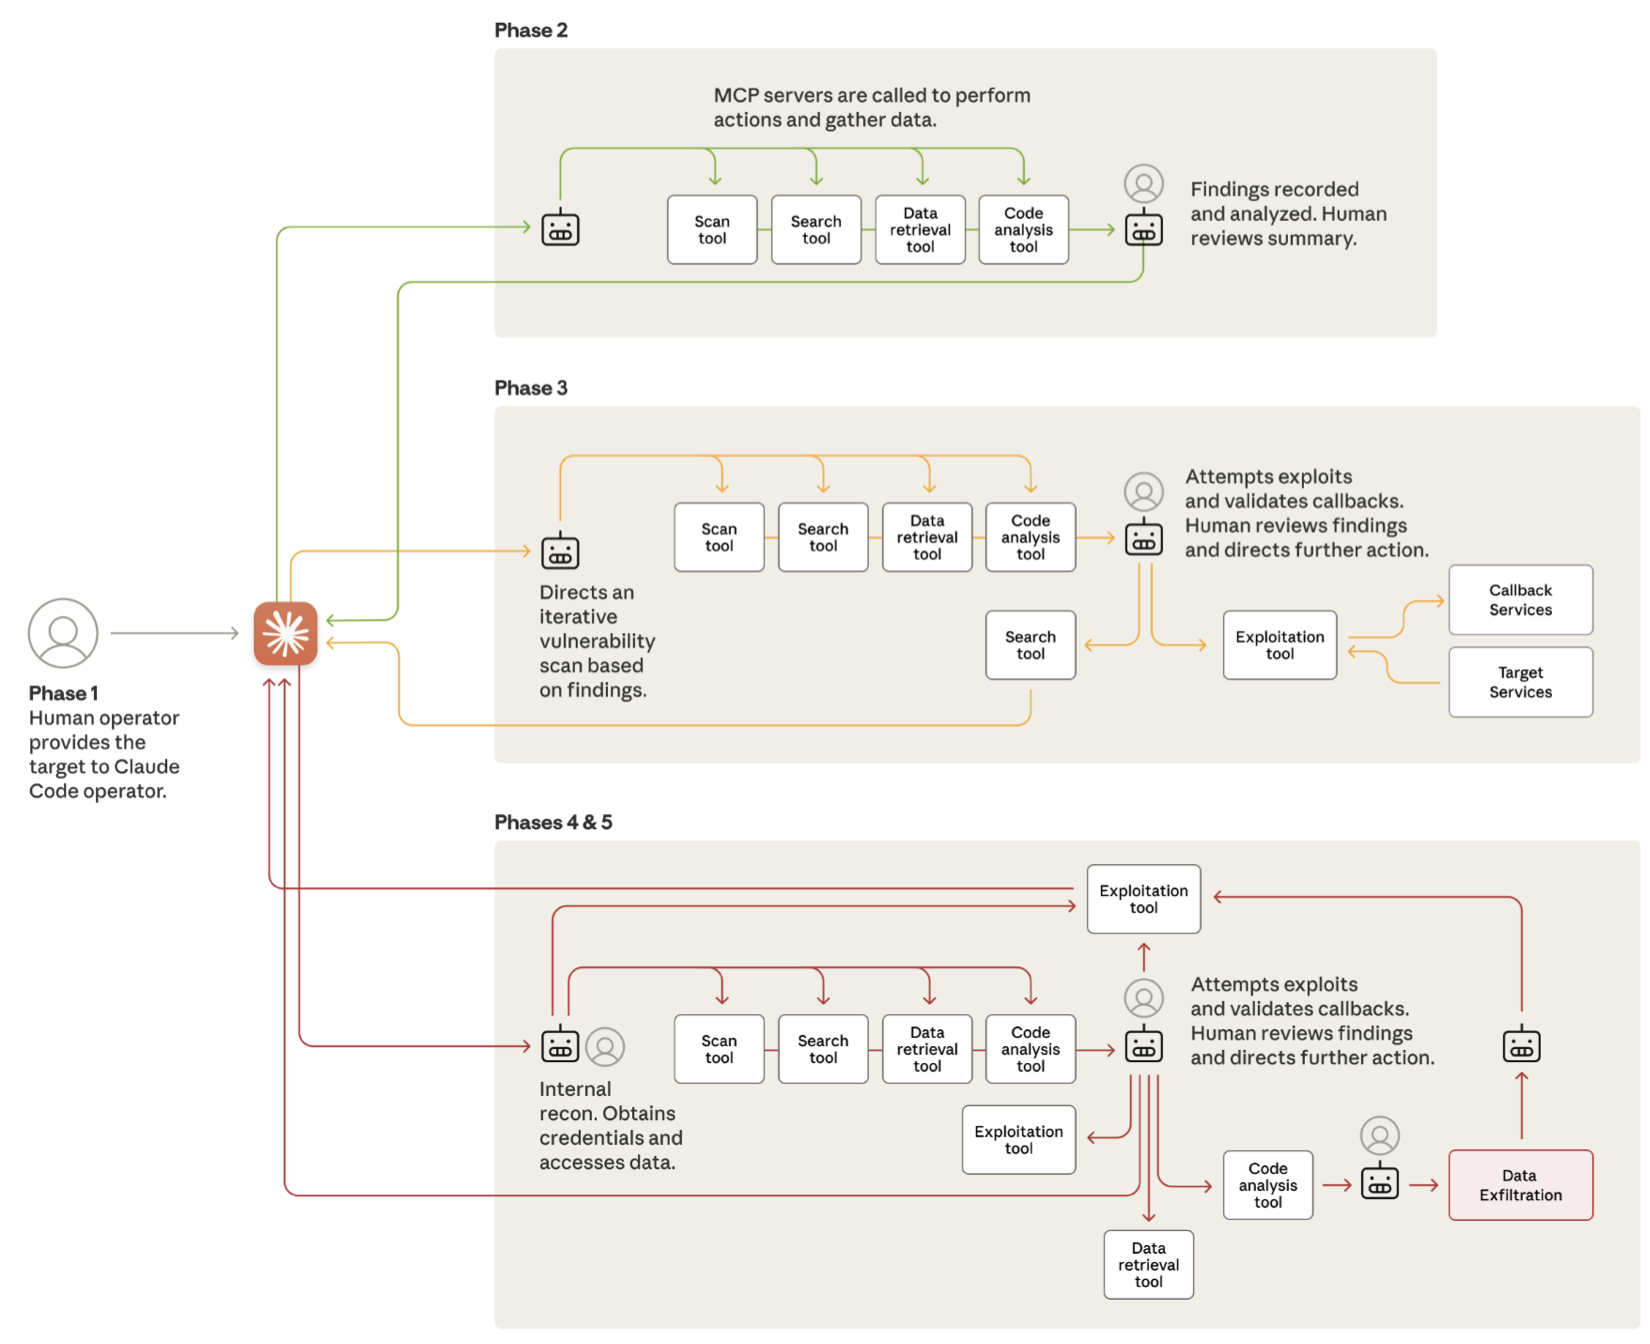 Phase 2
MCP servers are called to perform
actions and gather data.
Scan
tool
Search
tool
Data
retrieval
tool
Code
analysis
tool
Findings recorded
and analyzed. Human
reviews summary.
Phase 3
Scan
tool
Search
tool
Data
retrieval
tool
Code
analysis
tool
Attempts exploits
and validates callbacks.
Human reviews findings
and directs further action.
Directs an
iterative
vulnerability
scan based
on findings.
Search
tool
Exploitation
tool
Callback
Services
Target
Services
Phase 1
Human operator
provides the
target to Claude
Code operator.
Phases 4 & 5
Exploitation
tool
Scan
tool
Search
tool
Data
retrieval
tool
Code
analysis
tool
Attempts exploits
and validates callbacks.
Human reviews findings
and directs further action.
Internal
recon. Obtains
credentials and
accesses data.
Exploitation
tool
Code
analysis
tool
Data
Exfiltration
Data
retrieval
tool